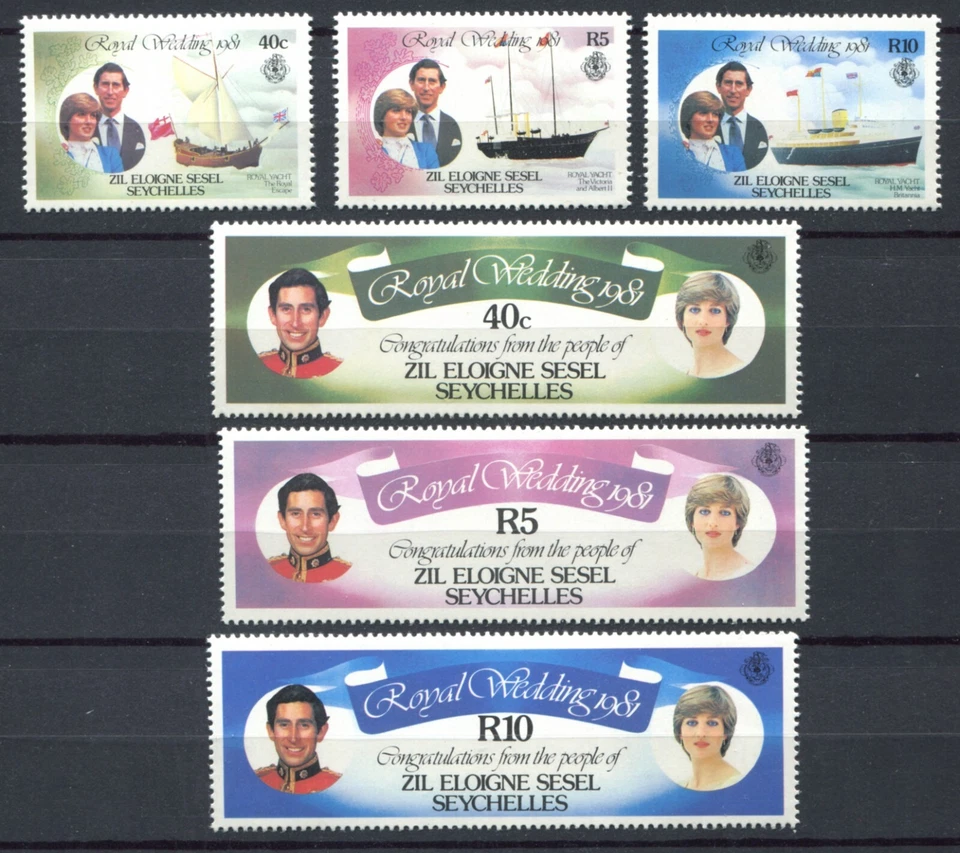 Royal Wedding 1981
40c
ZIL ELOIGNE SESEL
SEYCHELLES
ROYAL YACHT
The Royal
Escape
Royal Wedding 1981
R5
ZIL ELOIGNE SESEL
SEYCHELLES
ROYAL YACHT
The Victoria
and Albert II
Royal Wedding 1981
R10
ZIL ELOIGNE SESEL
SEYCHELLES
ROYAL YACHT
H.M. Yacht
Britannia
Royal Wedding 1981
40c
Congratulations from the people of
ZIL ELOIGNE SESEL
SEYCHELLES
Royal Wedding 1981
R5
Congratulations from the people of
ZIL ELOIGNE SESEL
SEYCHELLES
Royal Wedding 1981
R10
Congratulations from the people of
ZIL ELOIGNE SESEL
SEYCHELLES